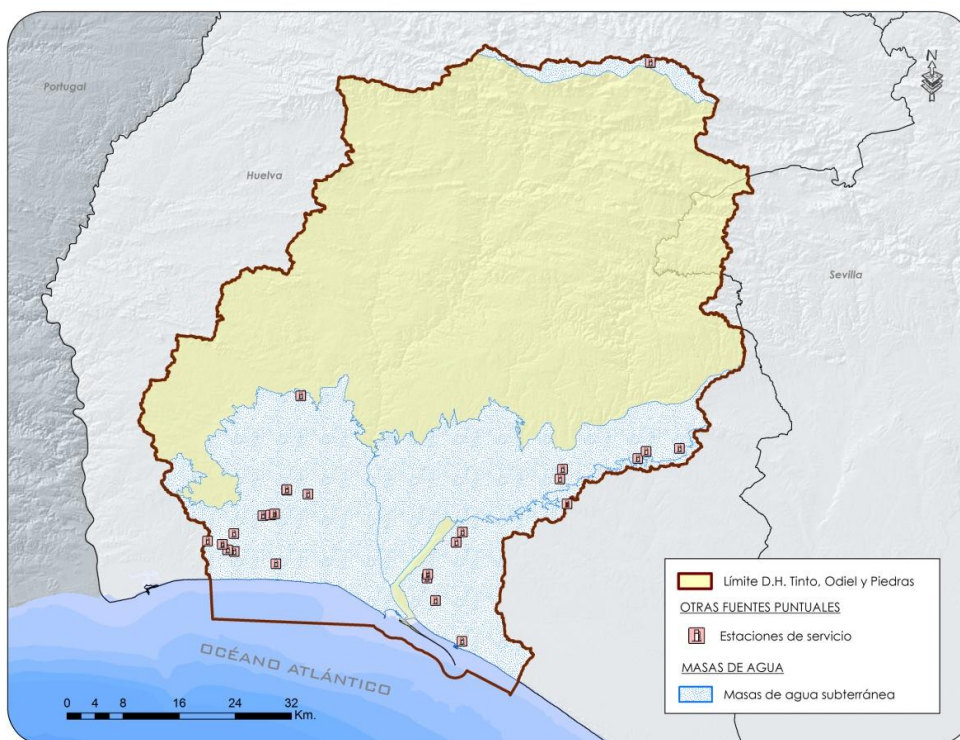 N
Portugal
Huelva
Sevilla
OCÉANO ATLÁNTICO
0 4 8 16 24 32
Km.
Límite D.H. Tinto, Odiel y Piedras
OTRAS FUENTES PUNTUALES
Estaciones de servicio
MASAS DE AGUA
Masas de agua subterránea